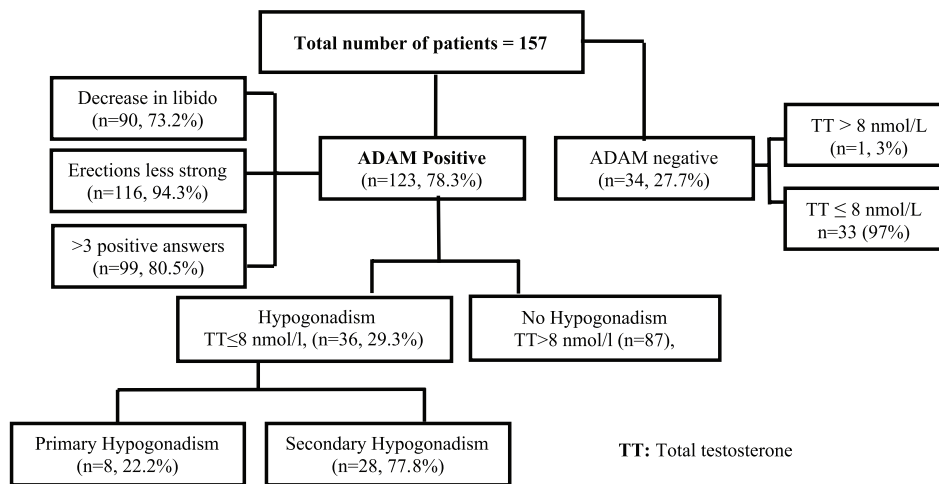 Total number of patients = 157
Decrease in libido
(n=90, 73.2%)
Erections less strong
(n=116, 94.3%)
>3 positive answers
(n=99, 80.5%)
ADAM Positive
(n=123, 78.3%)
ADAM negative
(n=34, 27.7%)
TT > 8 nmol/L
(n=1, 3%)
TT ≤ 8 nmol/L
n=33 (97%)
Hypogonadism
TT≤8 nmol/l, (n=36, 29.3%)
No Hypogonadism
TT>8 nmol/l (n=87),
Primary Hypogonadism
(n=8, 22.2%)
Secondary Hypogonadism
(n=28, 77.8%)
TT: Total testosterone